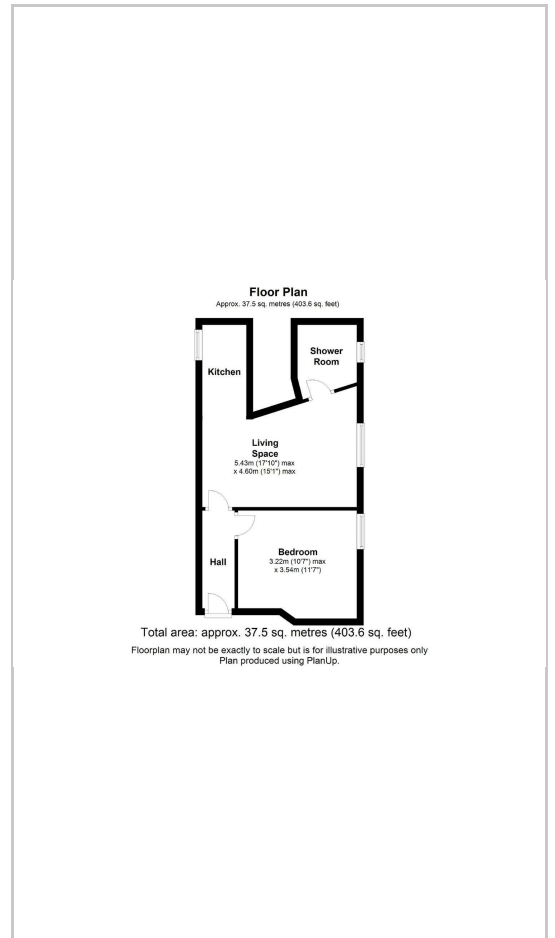 Floor Plan
Approx. 37.5 sq. metres (403.6 sq. feet)
Shower
Room
Kitchen
Living
Space
5.43m (17'10") max
x 4.60m (15'1") max
Bedroom
3.22m (10'7") max
x 3.54m (11'7")
Hall
Total area: approx. 37.5 sq. metres (403.6 sq. feet)
Floorplan may not be exactly to scale but is for illustrative purposes only
Plan produced using PlanUp.